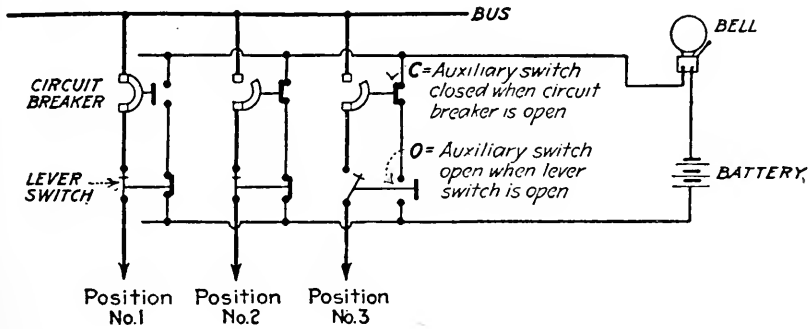 BUS
BELL
CIRCUIT
BREAKER
C=Auxiliary switch
closed when circuit
breaker is open
O= Auxiliary switch
open when lever
switch is open
LEVER
SWITCH
BATTERY
Position
No.1
Position
No.2
Position
No.3